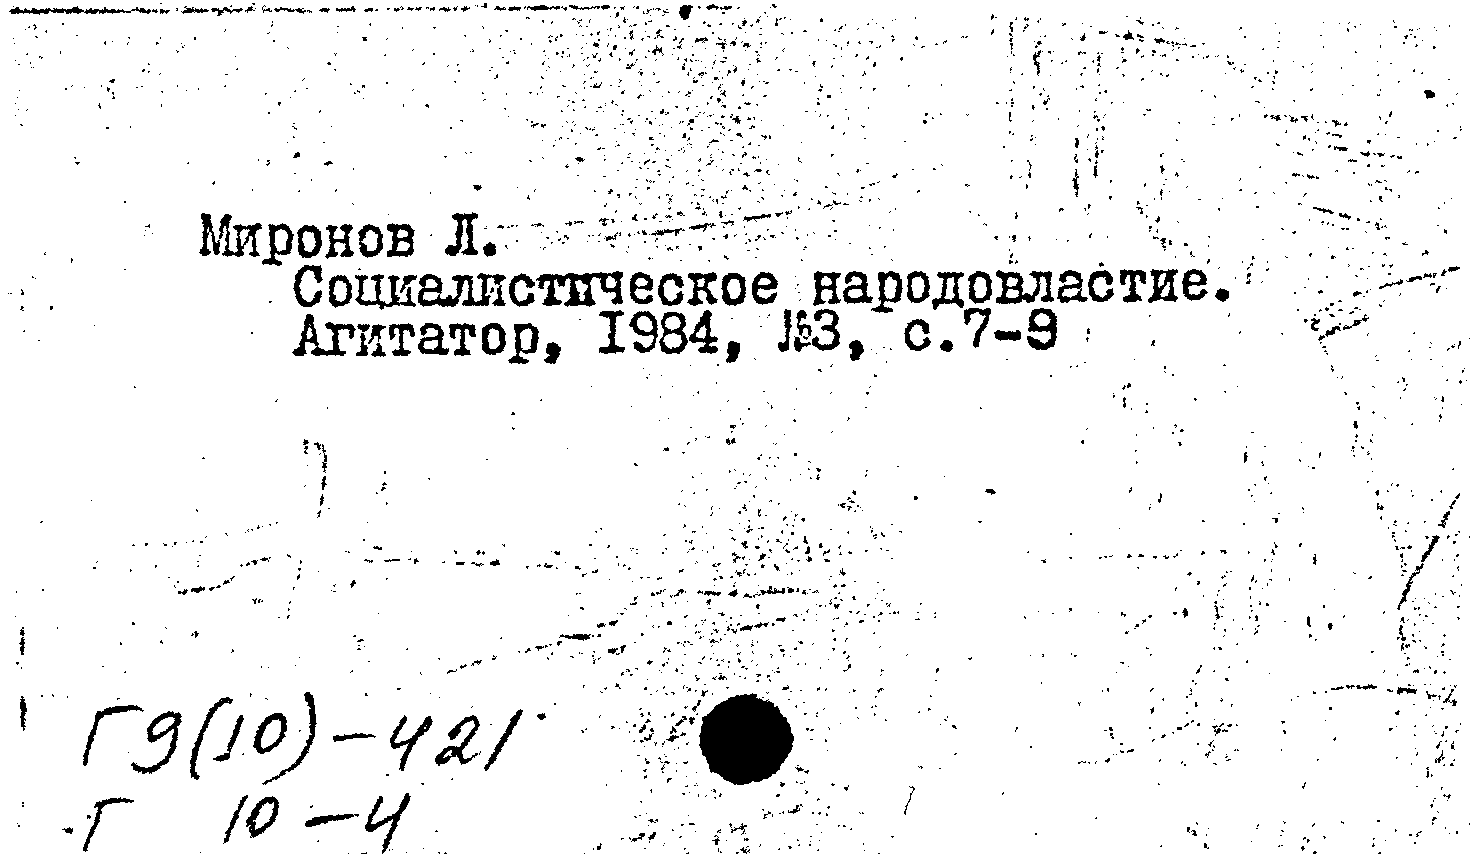 Миронов Л.
Социалистическое народовластие.
Агитатор, 1984, №3, с.7-9
Г9(10)-421
Г 10-4